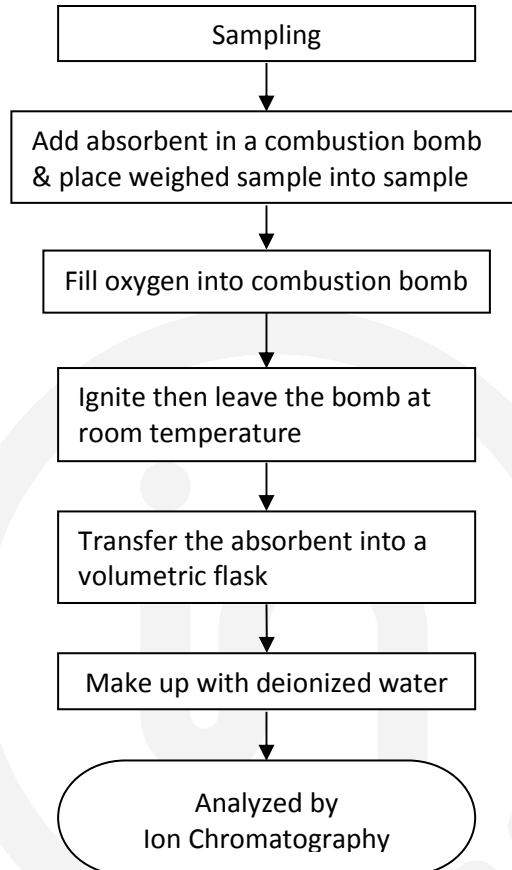 Sampling
Add absorbent in a combustion bomb
& place weighed sample into sample
Fill oxygen into combustion bomb
Ignite then leave the bomb at
room temperature
Transfer the absorbent into a
volumetric flask
Make up with deionized water
Analyzed by
Ion Chromatography